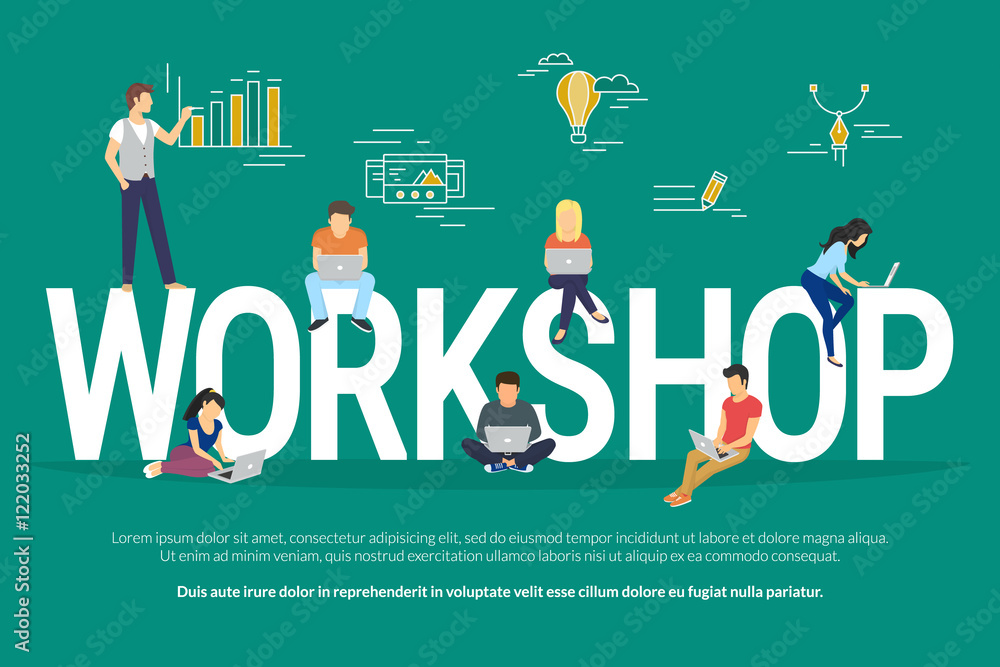 WORKSHOP
Lorem ipsum dolor sit amet, consectetur adipisicing elit, sed do eiusmod tempor incididunt ut labore et dolore magna aliqua.
Ut enim ad minim veniam, quis nostrud exercitation ullamco laboris nisi ut aliquip ex ea commodo consequat.
Duis aute irure dolor in reprehenderit in voluptate velit esse cillum dolore eu fugiat nulla pariatur.
Adobe Stock | #122033252